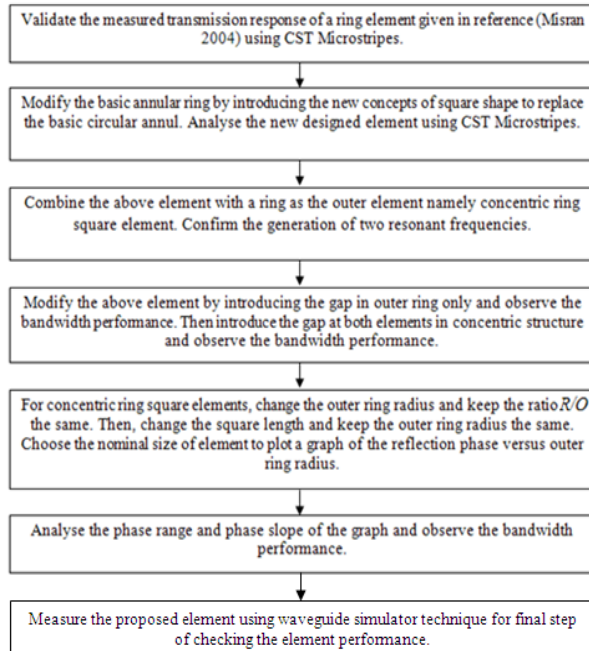 Validate the measured transmission response of a ring element given in reference (Misran
2004) using CST Microstripes.
Modify the basic annular ring by introducing the new concepts of square shape to replace
the basic circular annul. Analyse the new designed element using CST Microstripes.
Combine the above element with a ring as the outer element namely concentric ring
square element. Confirm the generation of two resonant frequencies.
Modify the above element by introducing the gap in outer ring only and observe the
bandwidth performance. Then introduce the gap at both elements in concentric structure
and observe the bandwidth performance.
For concentric ring square elements, change the outer ring radius and keep the ratio R/O
the same. Then, change the square length and keep the outer ring radius the same.
Choose the nominal size of element to plot a graph of the reflection phase versus outer
ring radius.
Analyse the phase range and phase slope of the graph and observe the bandwidth
performance.
Measure the proposed element using waveguide simulator technique for final step
of checking the element performance.